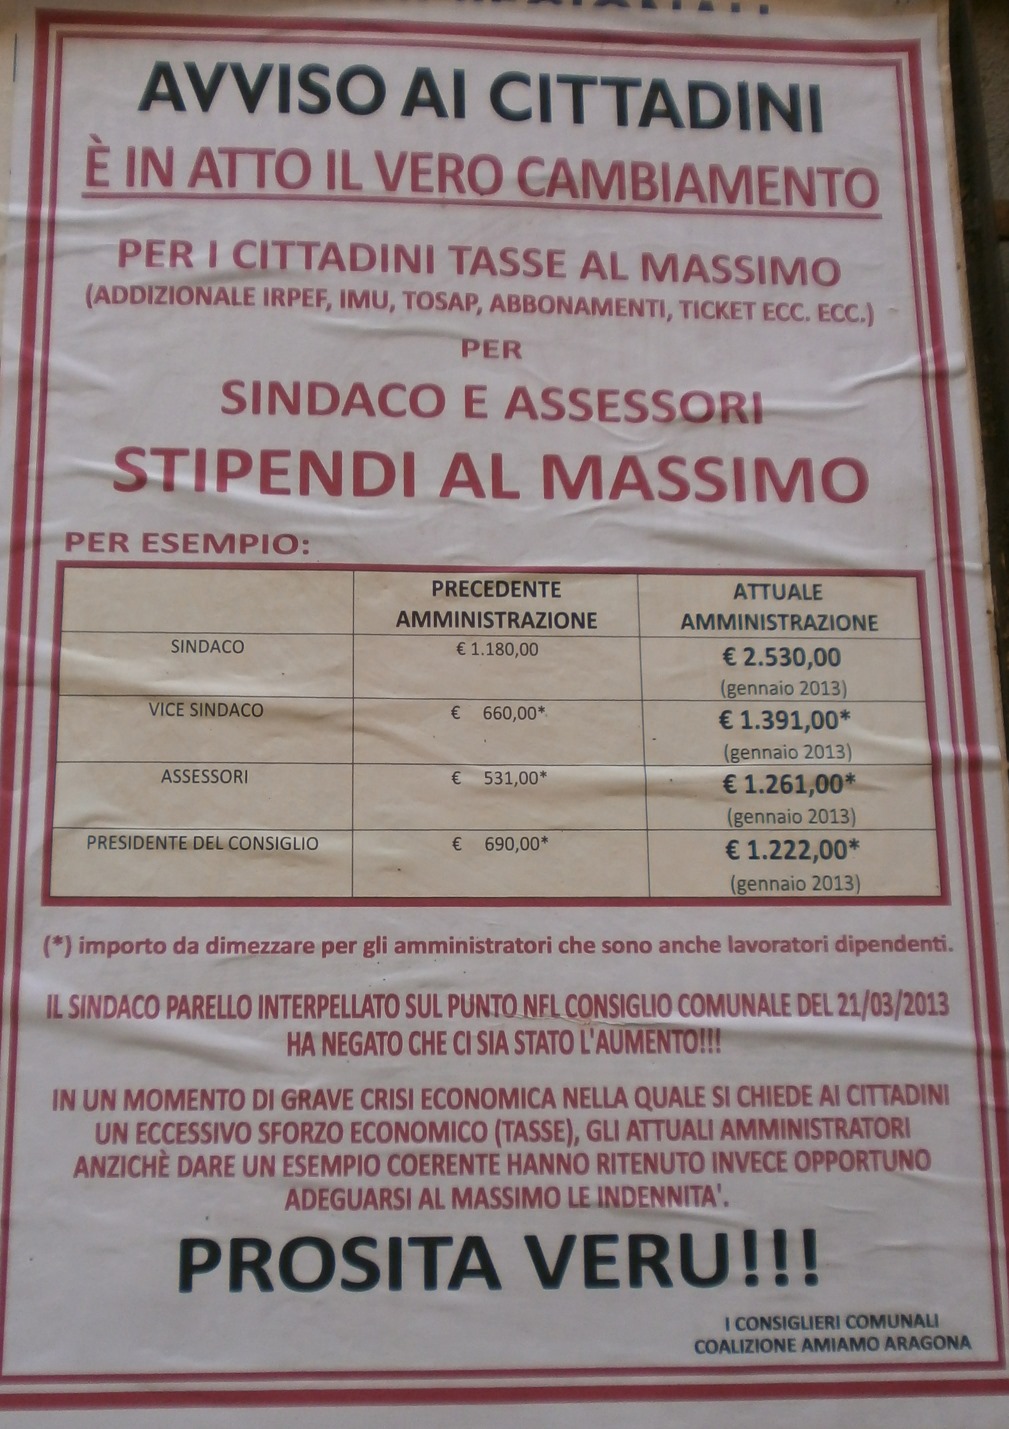 AVVISO AI CITTADINI
È IN ATTO IL VERO CAMBIAMENTO
PER I CITTADINI TASSE AL MASSIMO
(ADDIZIONALE IRPEF, IMU, TOSAP, ABBONAMENTI, TICKET ECC. ECC.)
PER
SINDACO E ASSESSORI
STIPENDI AL MASSIMO
PER ESEMPIO:
PRECEDENTE AMMINISTRAZIONE ATTUALE AMMINISTRAZIONE
SINDACO € 1.180,00 € 2.530,00
(gennaio 2013)
VICE SINDACO € 660,00* € 1.391,00*
(gennaio 2013)
ASSESSORI € 531,00* € 1.261,00*
(gennaio 2013)
PRESIDENTE DEL CONSIGLIO € 690,00* € 1.222,00*
(gennaio 2013)
(*) importo da dimezzare per gli amministratori che sono anche lavoratori dipendenti.
IL SINDACO PARELLO INTERPELLATO SUL PUNTO NEL CONSIGLIO COMUNALE DEL 21/03/2013
HA NEGATO CHE CI SIA STATO L'AUMENTO!!!
IN UN MOMENTO DI GRAVE CRISI ECONOMICA NELLA QUALE SI CHIEDE AI CITTADINI
UN ECCESSIVO SFORZO ECONOMICO (TASSE), GLI ATTUALI AMMINISTRATORI
ANZICHÈ DARE UN ESEMPIO COERENTE HANNO RITENUTO INVECE OPPORTUNO
ADEGUARSI AL MASSIMO LE INDENNITA'.
PROSITA VERU!!!
I CONSIGLIERI COMUNALI
COALIZIONE AMIAMO ARAGONA